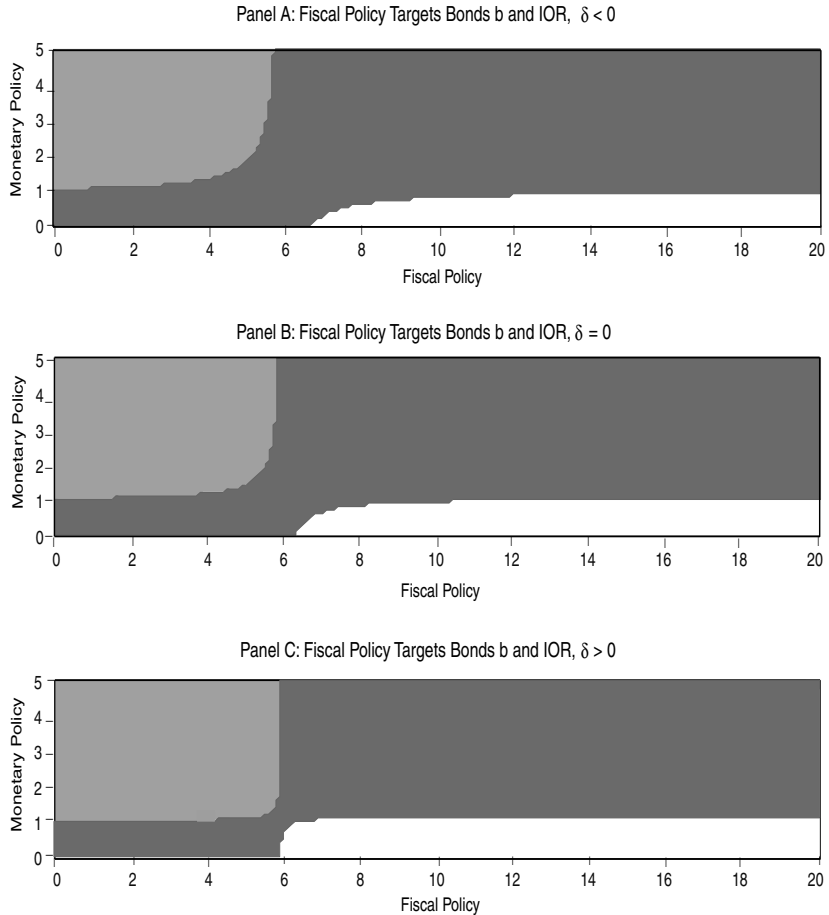 Panel A: Fiscal Policy Targets Bonds b and IOR, δ < 0
Monetary Policy
5
4
3
2
1
0
0 2 4 6 8 10 12 14 16 18 20
Fiscal Policy
Panel B: Fiscal Policy Targets Bonds b and IOR, δ = 0
Monetary Policy
5
4
3
2
1
0
0 2 4 6 8 10 12 14 16 18 20
Fiscal Policy
Panel C: Fiscal Policy Targets Bonds b and IOR, δ > 0
Monetary Policy
5
4
3
2
1
0
0 2 4 6 8 10 12 14 16 18 20
Fiscal Policy